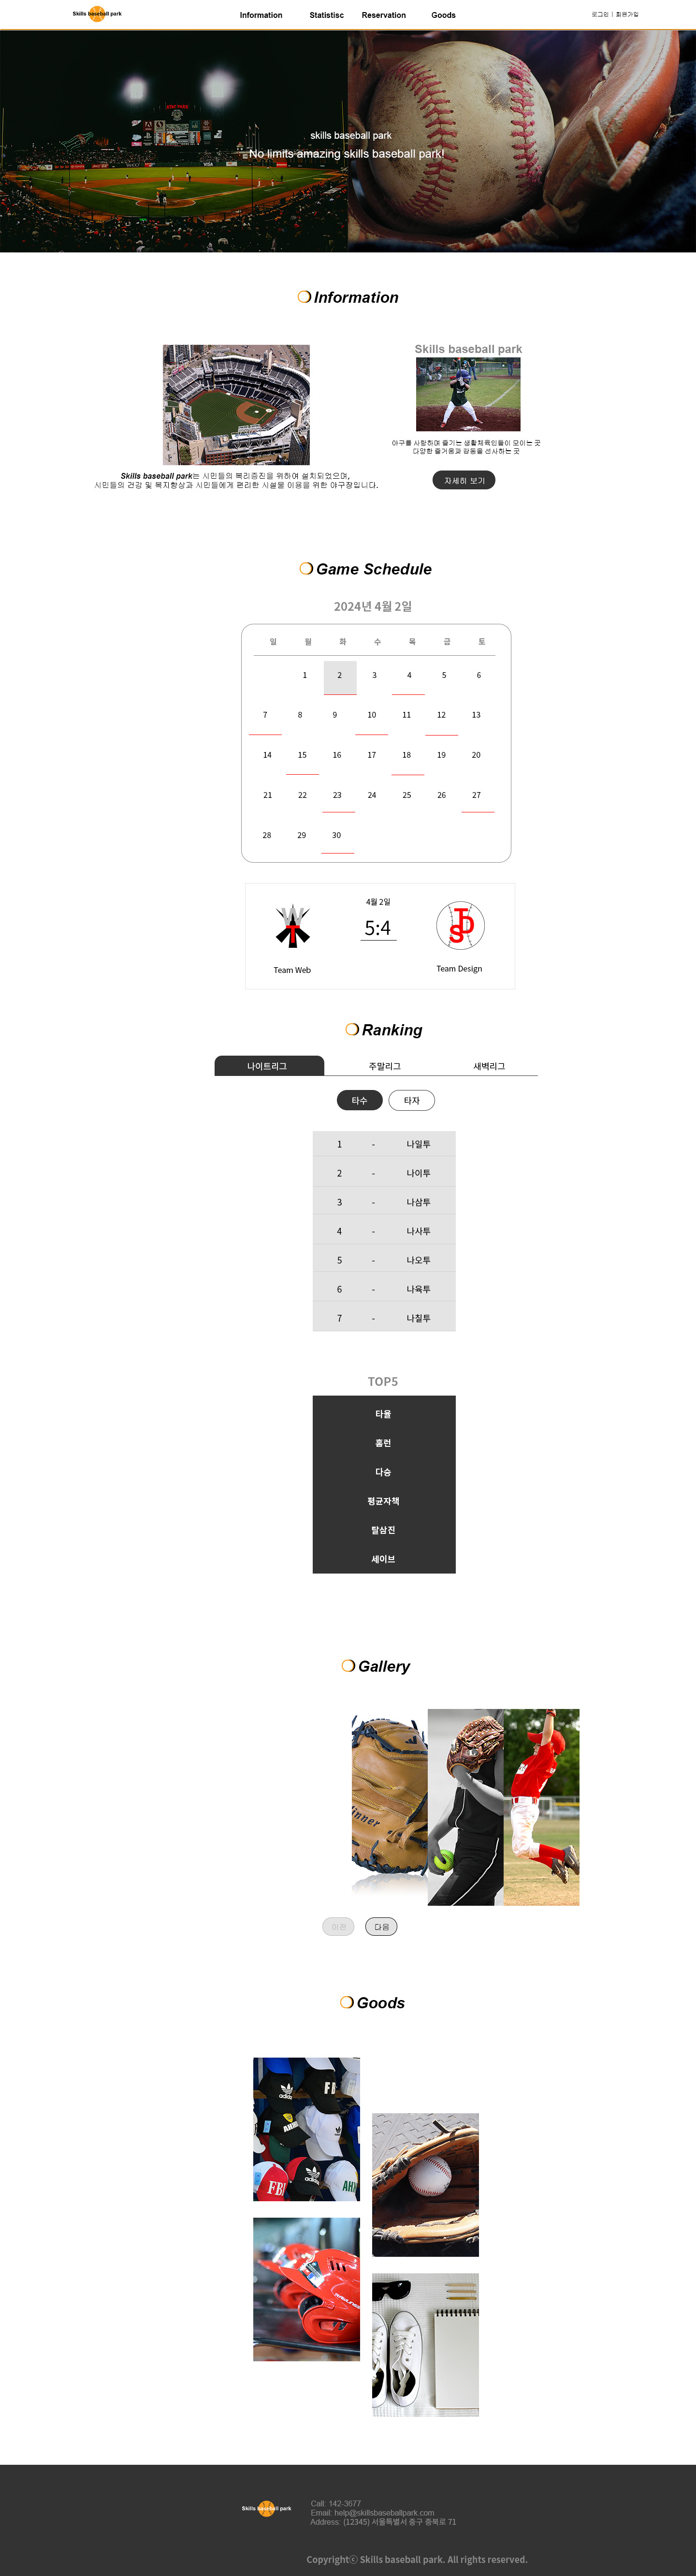 Skills baseball park
Information Statistisc Reservation Goods
로그인 | 회원가입
skills baseball park
No limits amazing skills baseball park!
Information
Skills baseball park는 시민들의 복리증진을 위하여 설치되었으며,
시민들의 건강 및 복지향상과 시민들에게 편리한 시설물 이용을 위한 야구장입니다.
Skills baseball park
야구를 사랑하며 즐기는 생활체육인들이 모이는 곳
다양한 즐거움과 감동을 선사하는 곳
자세히 보기
Game Schedule
2024년 4월 2일
일 월 화 수 목 금 토
1 2 3 4 5 6
7 8 9 10 11 12 13
14 15 16 17 18 19 20
21 22 23 24 25 26 27
28 29 30
4월 2일
5:4
Team Web
Team Design
Ranking
나이트리그 주말리그 새벽리그
타수 타자
1 - 나일투
2 - 나이투
3 - 나삼투
4 - 나사투
5 - 나오투
6 - 나육투
7 - 나칠투
TOP5
타율
홈런
다승
평균자책
탈삼진
세이브
Gallery
이전 다음
Goods
Skills baseball park
Call: 142-3677
Email: help@skillsbaseballpark.com
Address: (12345) 서울특별서 중구 중북로 71
Copyrightⓒ Skills baseball park. All rights reserved.